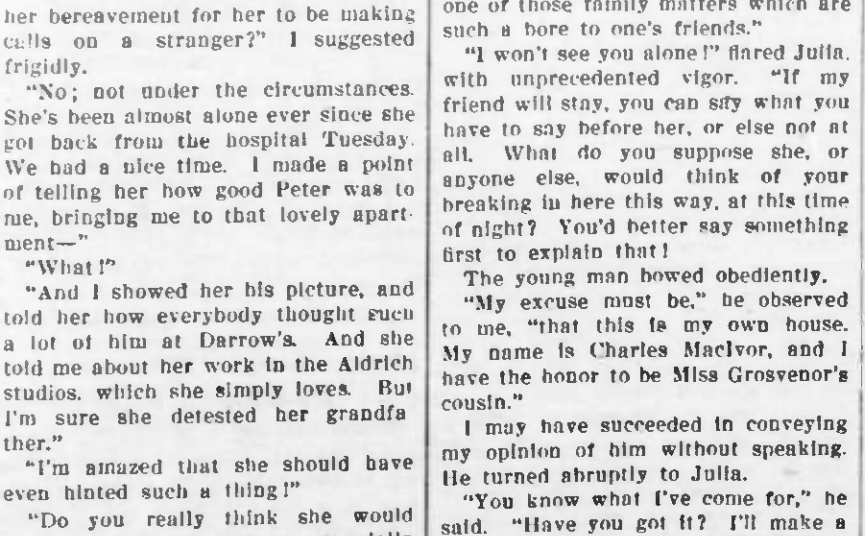 her bereavement for her to be making
calls on a stranger?" I suggested
frigidly.
"No; not under the circumstances.
She's been almost alone ever since she
got back from the hospital Tuesday.
We had a nice time. I made a point
of telling her how good Peter was to
me, bringing me to that lovely apart-
ment—"
"What!"
"And I showed her his picture, and
told her how everybody thought such
a lot of him at Darrow's. And she
told me about her work in the Aldrich
studios, which she simply loves. But
I'm sure she detested her grandfa
ther."
"I'm amazed that she should have
even hinted such a thing!"
"Do you really think she would
one of those family matters which are
such a bore to one's friends."
"I won't see you alone!" flared Julia,
with unprecedented vigor. "If my
friend will stay, you can say what you
have to say before her, or else not at
all. What do you suppose she, or
anyone else, would think of your
breaking in here this way, at this time
of night? You'd better say something
first to explain that!
The young man bowed obediently.
"My excuse must be," he observed
to me, "that this is my own house.
My name is Charles MacIvor, and I
have the honor to be Miss Grosvenor's
cousin."
I may have succeeded in conveying
my opinion of him without speaking.
He turned abruptly to Julia.
"You know what I've come for," he
said. "Have you got it? I'll make a